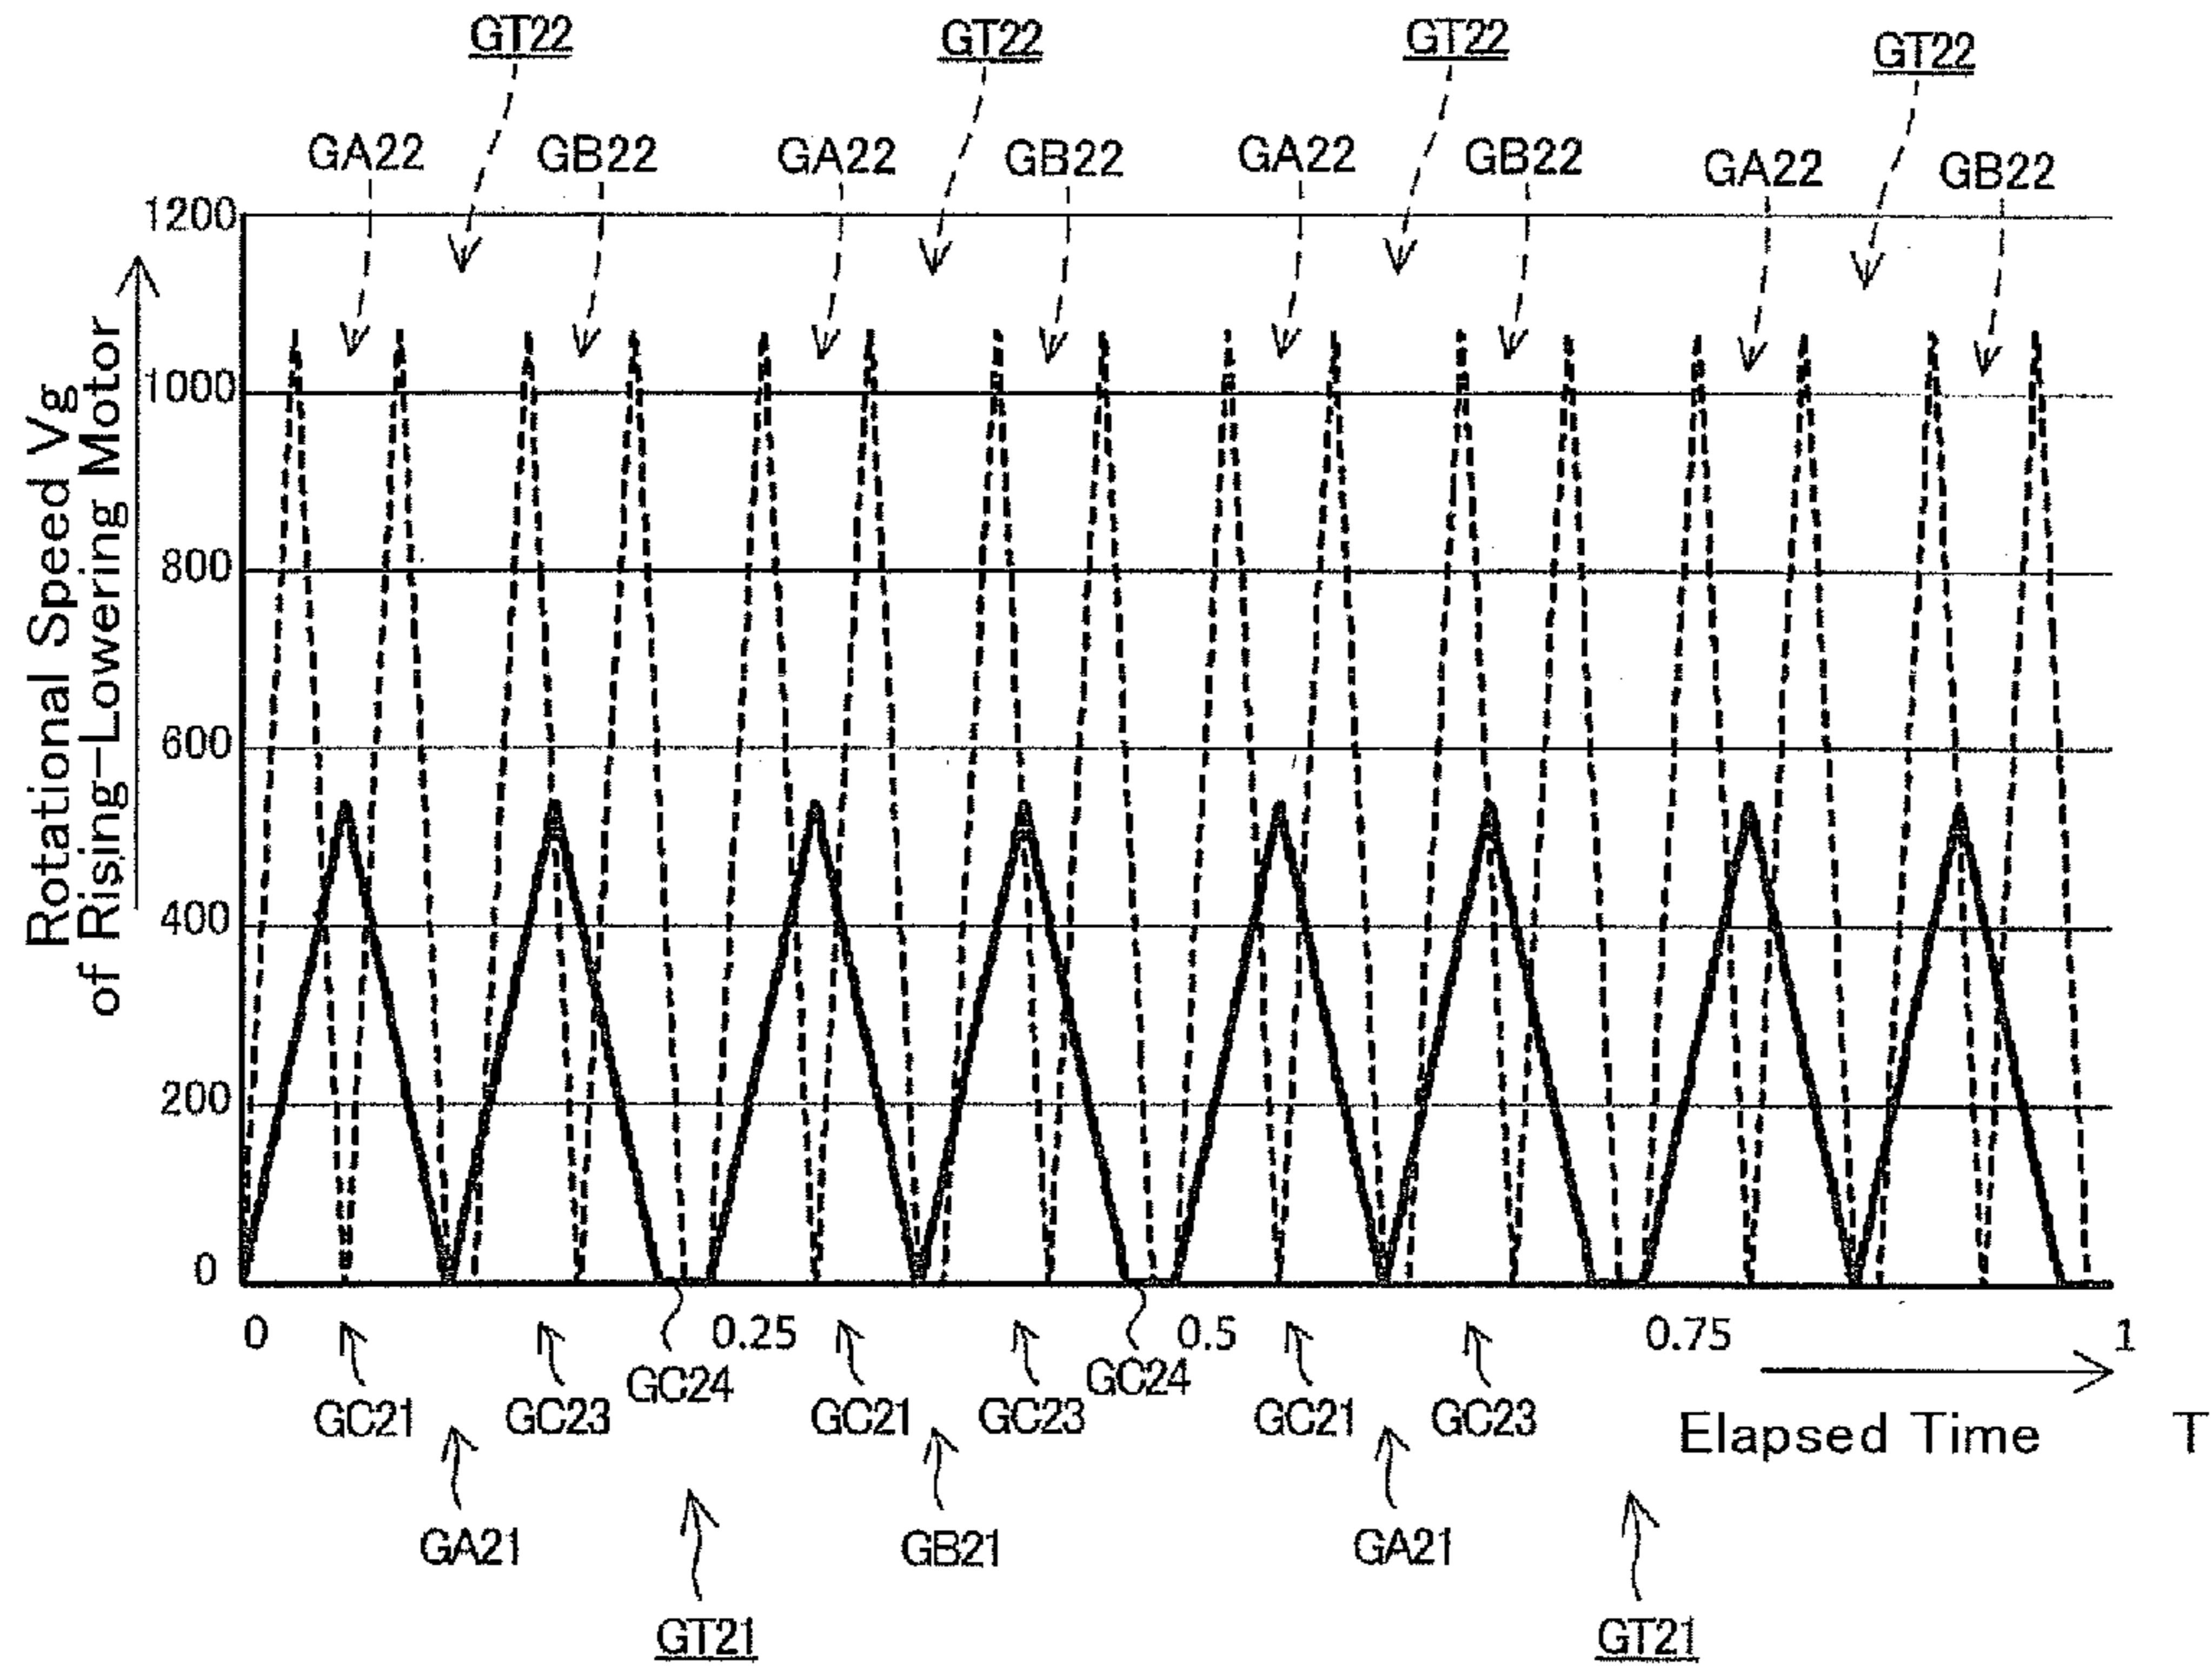 GT22 GT22 GT22 GT22
GA22 GB22 GA22 GB22 GA22 GB22 GA22 GB22
Rotational Speed Vg
of Rising-Lowering Motor
1200
1000
800
600
400
200
0
0 0.25 0.5 0.75 1
GC24 GC24
GC21 GC23 GC21 GC23 GC21 GC23
Elapsed Time T
GA21 GB21 GA21
GT21 GT21